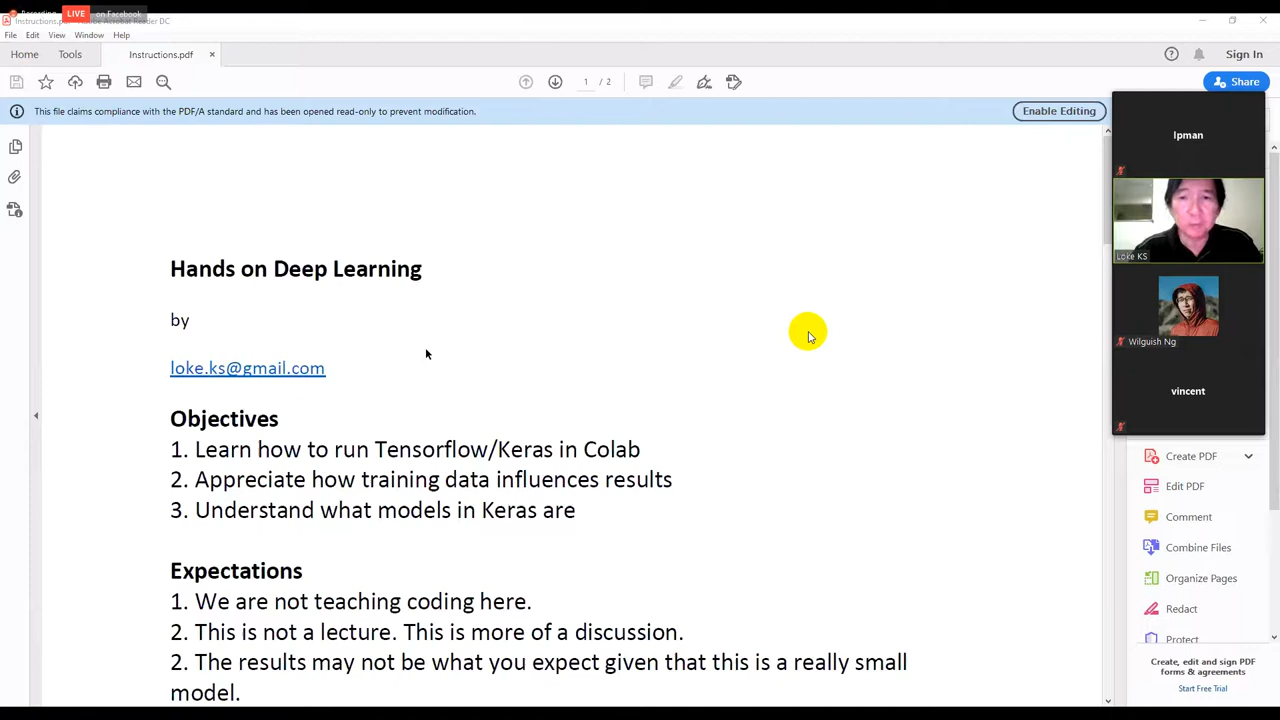 LIVE on Facebook
File Edit View Window Help
Home Tools Instructions.pdf × Sign In
1 / 2 Share
This file claims compliance with the PDF/A standard and has been opened read-only to prevent modification. Enable Editing
Ipman
Loke KS
Wilguish Ng
vincent
Hands on Deep Learning
by
loke.ks@gmail.com
Objectives
1. Learn how to run Tensorflow/Keras in Colab
2. Appreciate how training data influences results
3. Understand what models in Keras are
Expectations
1. We are not teaching coding here.
2. This is not a lecture. This is more of a discussion.
2. The results may not be what you expect given that this is a really small
model.
Create PDF
Edit PDF
Comment
Combine Files
Organize Pages
Redact
Protect
Create, edit and sign PDF
forms & agreements
Start Free Trial